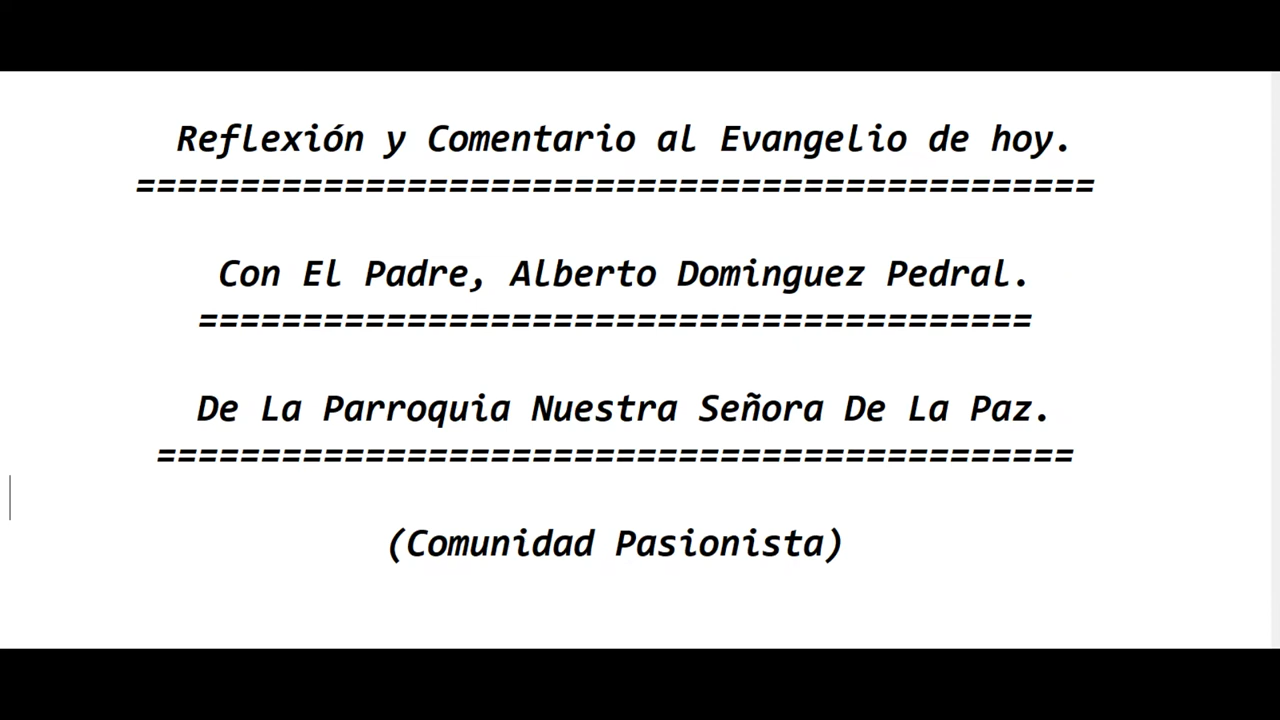 Reflexión y Comentario al Evangelio de hoy.
==============================================
Con El Padre, Alberto Dominguez Pedral.
========================================
De La Parroquia Nuestra Señora De La Paz.
============================================
(Comunidad Pasionista)